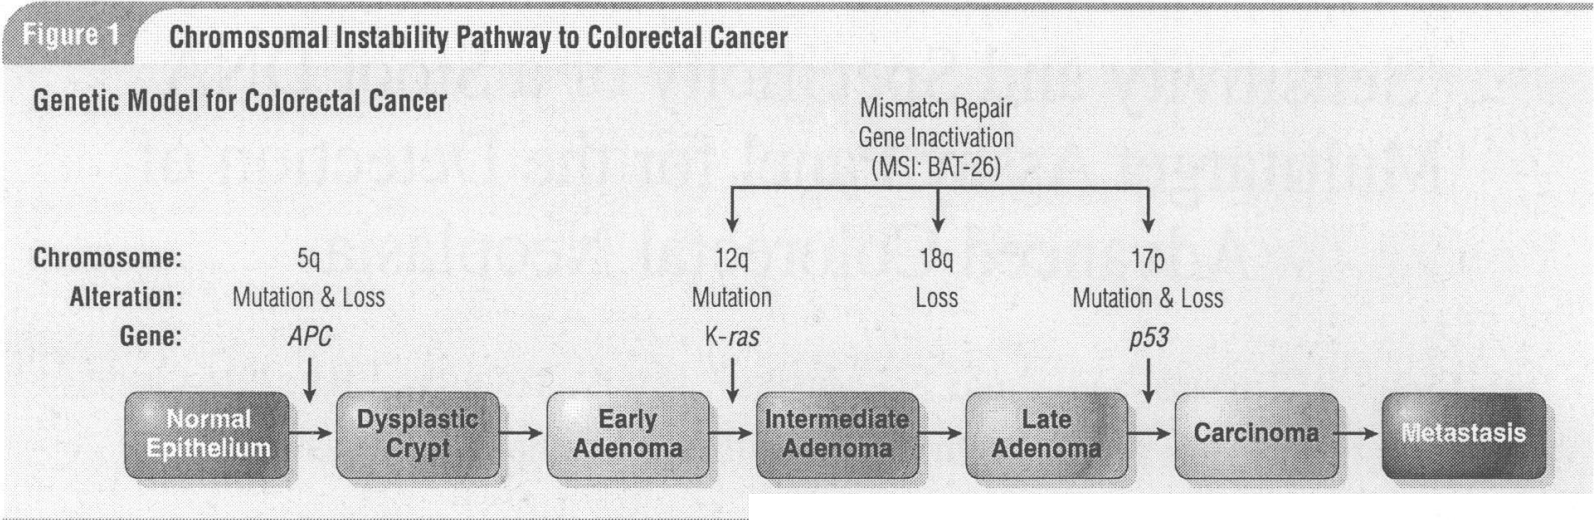 Figure 1
Chromosomal Instability Pathway to Colorectal Cancer
Genetic Model for Colorectal Cancer
Mismatch Repair
Gene Inactivation
(MSI: BAT-26)
Chromosome: 5q 12q 18q 17p
Alteration: Mutation & Loss Mutation Loss Mutation & Loss
Gene: APC K-ras p53
Normal
Epithelium
Dysplastic
Crypt
Early
Adenoma
Intermediate
Adenoma
Late
Adenoma
Carcinoma
Metastasis